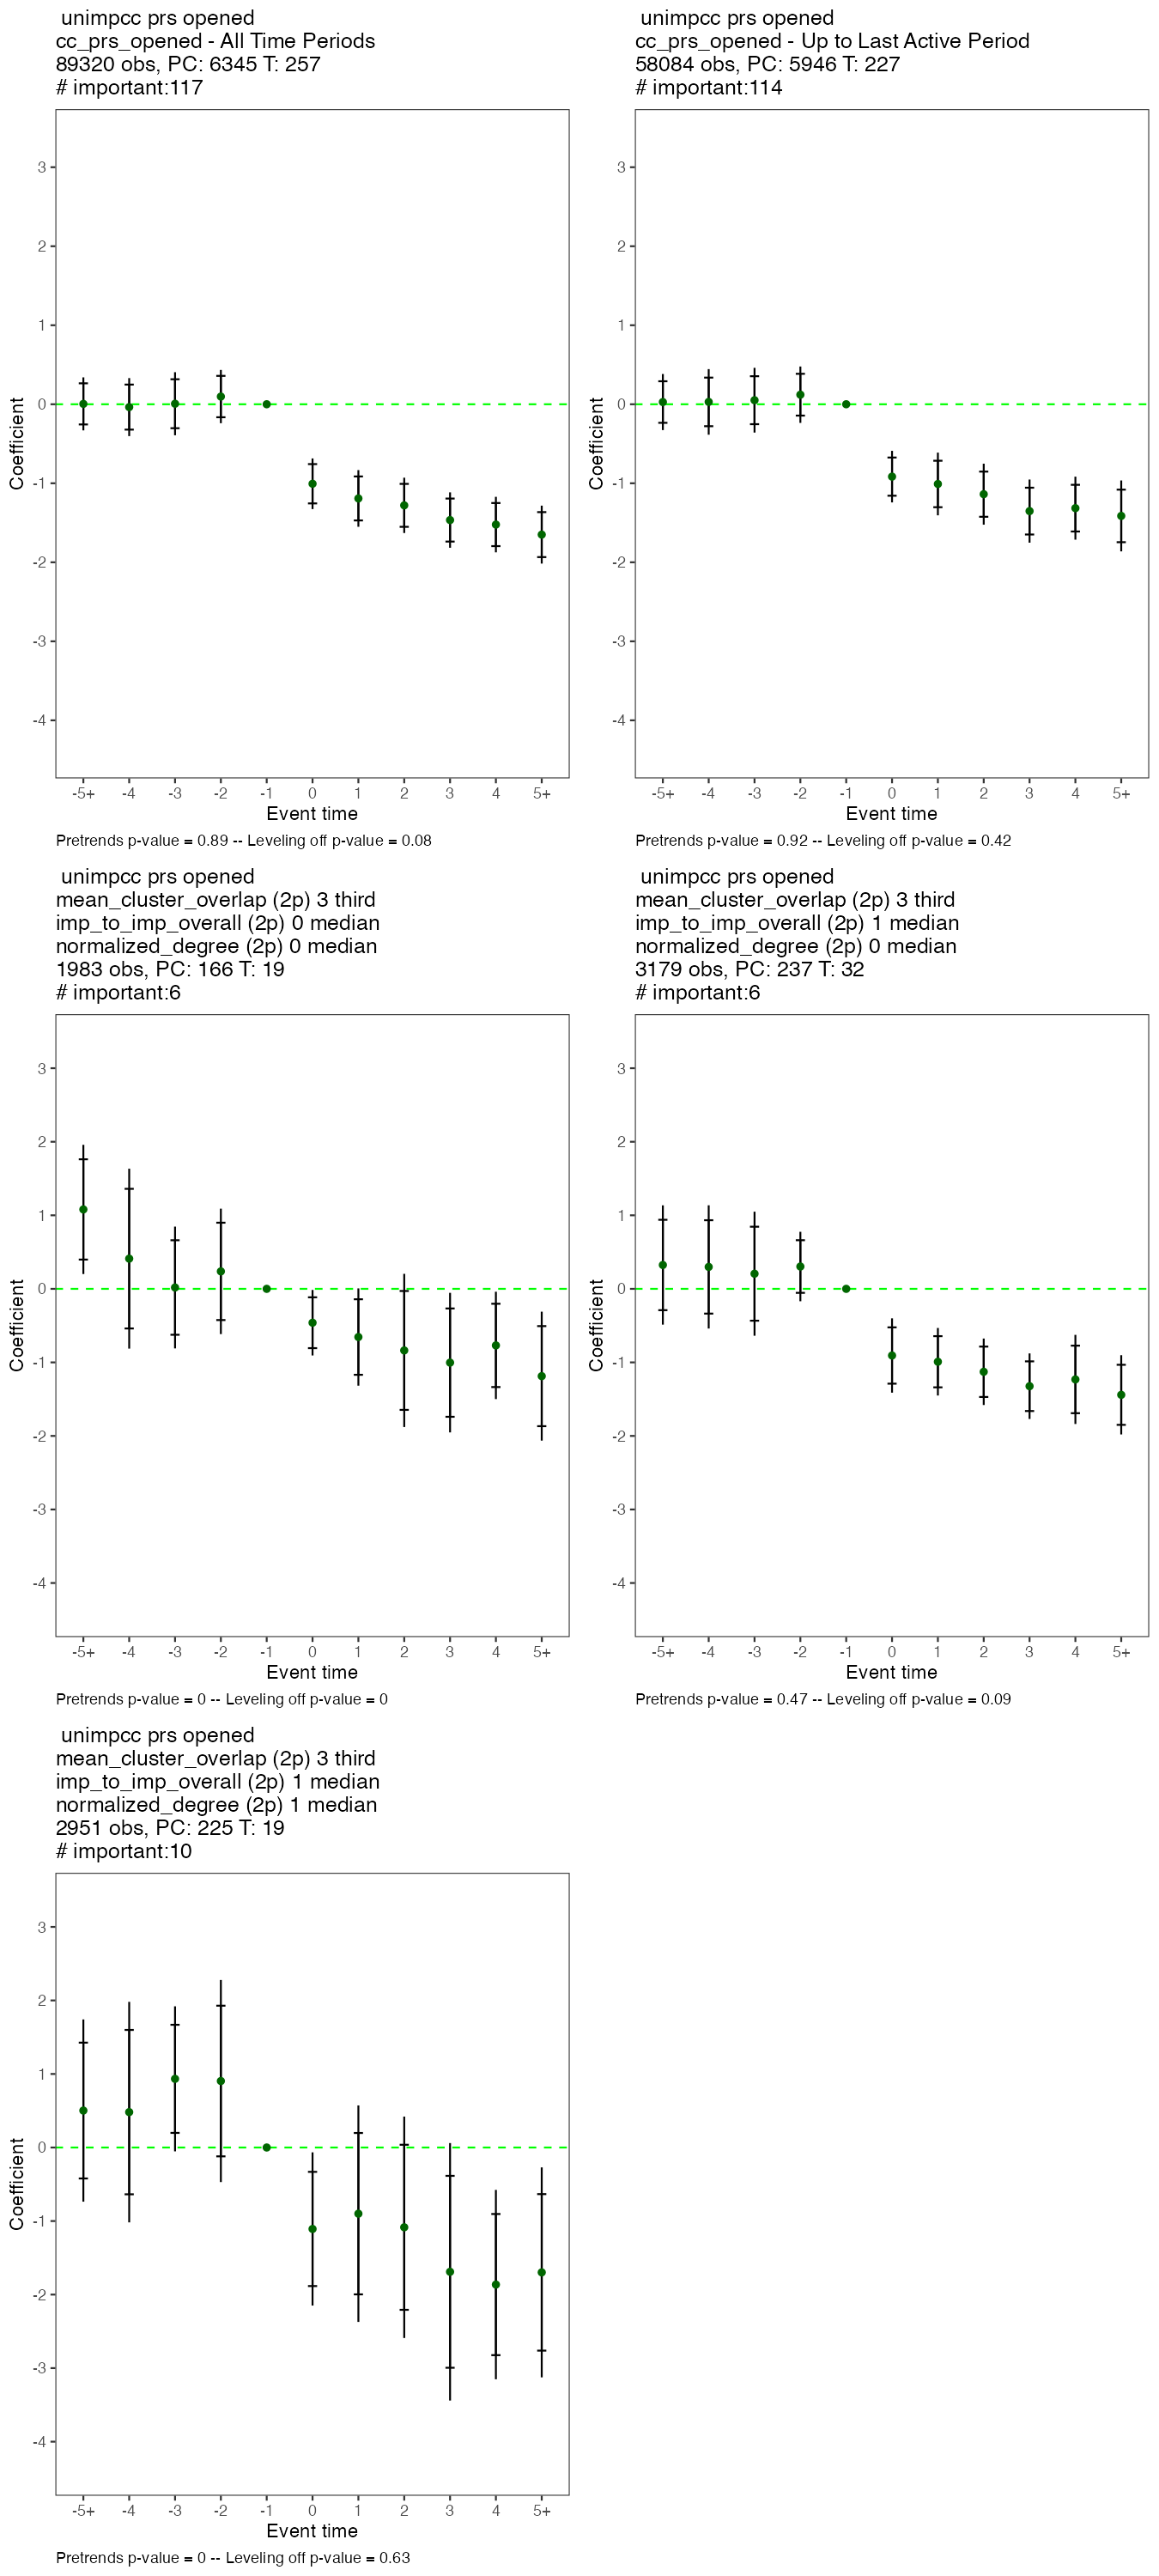 unimpcc prs opened
cc_prs_opened - All Time Periods
89320 obs, PC: 6345 T: 257
# important:117
3
2
1
0
-1
-2
-3
-4
Coefficient
-5+ -4 -3 -2 -1 0 1 2 3 4 5+
Event time
Pretrends p-value = 0.89 -- Leveling off p-value = 0.08
unimpcc prs opened
cc_prs_opened - Up to Last Active Period
58084 obs, PC: 5946 T: 227
# important:114
3
2
1
0
-1
-2
-3
-4
Coefficient
-5+ -4 -3 -2 -1 0 1 2 3 4 5+
Event time
Pretrends p-value = 0.92 -- Leveling off p-value = 0.42
unimpcc prs opened
mean_cluster_overlap (2p) 3 third
imp_to_imp_overall (2p) 0 median
normalized_degree (2p) 0 median
1983 obs, PC: 166 T: 19
# important:6
3
2
1
0
-1
-2
-3
-4
Coefficient
-5+ -4 -3 -2 -1 0 1 2 3 4 5+
Event time
Pretrends p-value = 0 -- Leveling off p-value = 0
unimpcc prs opened
mean_cluster_overlap (2p) 3 third
imp_to_imp_overall (2p) 1 median
normalized_degree (2p) 0 median
3179 obs, PC: 237 T: 32
# important:6
3
2
1
0
-1
-2
-3
-4
Coefficient
-5+ -4 -3 -2 -1 0 1 2 3 4 5+
Event time
Pretrends p-value = 0.47 -- Leveling off p-value = 0.09
unimpcc prs opened
mean_cluster_overlap (2p) 3 third
imp_to_imp_overall (2p) 1 median
normalized_degree (2p) 1 median
2951 obs, PC: 225 T: 19
# important:10
3
2
1
0
-1
-2
-3
-4
Coefficient
-5+ -4 -3 -2 -1 0 1 2 3 4 5+
Event time
Pretrends p-value = 0 -- Leveling off p-value = 0.63